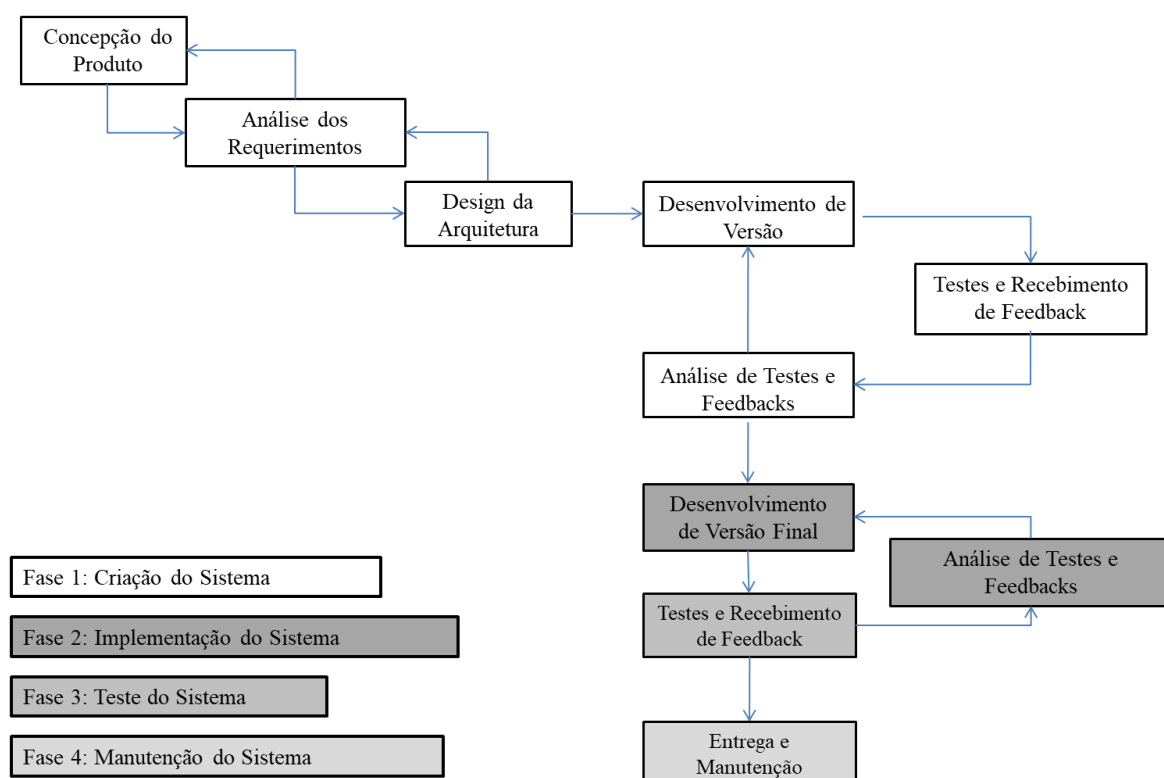 Concepção do
Produto
Análise dos
Requerimentos
Design da
Arquitetura
Desenvolvimento de
Versão
Testes e Recebimento
de Feedback
Análise de Testes e
Feedbacks
Desenvolvimento
de Versão Final
Análise de Testes e
Feedbacks
Testes e Recebimento
de Feedback
Entrega e
Manutenção
Fase 1: Criação do Sistema
Fase 2: Implementação do Sistema
Fase 3: Teste do Sistema
Fase 4: Manutenção do Sistema